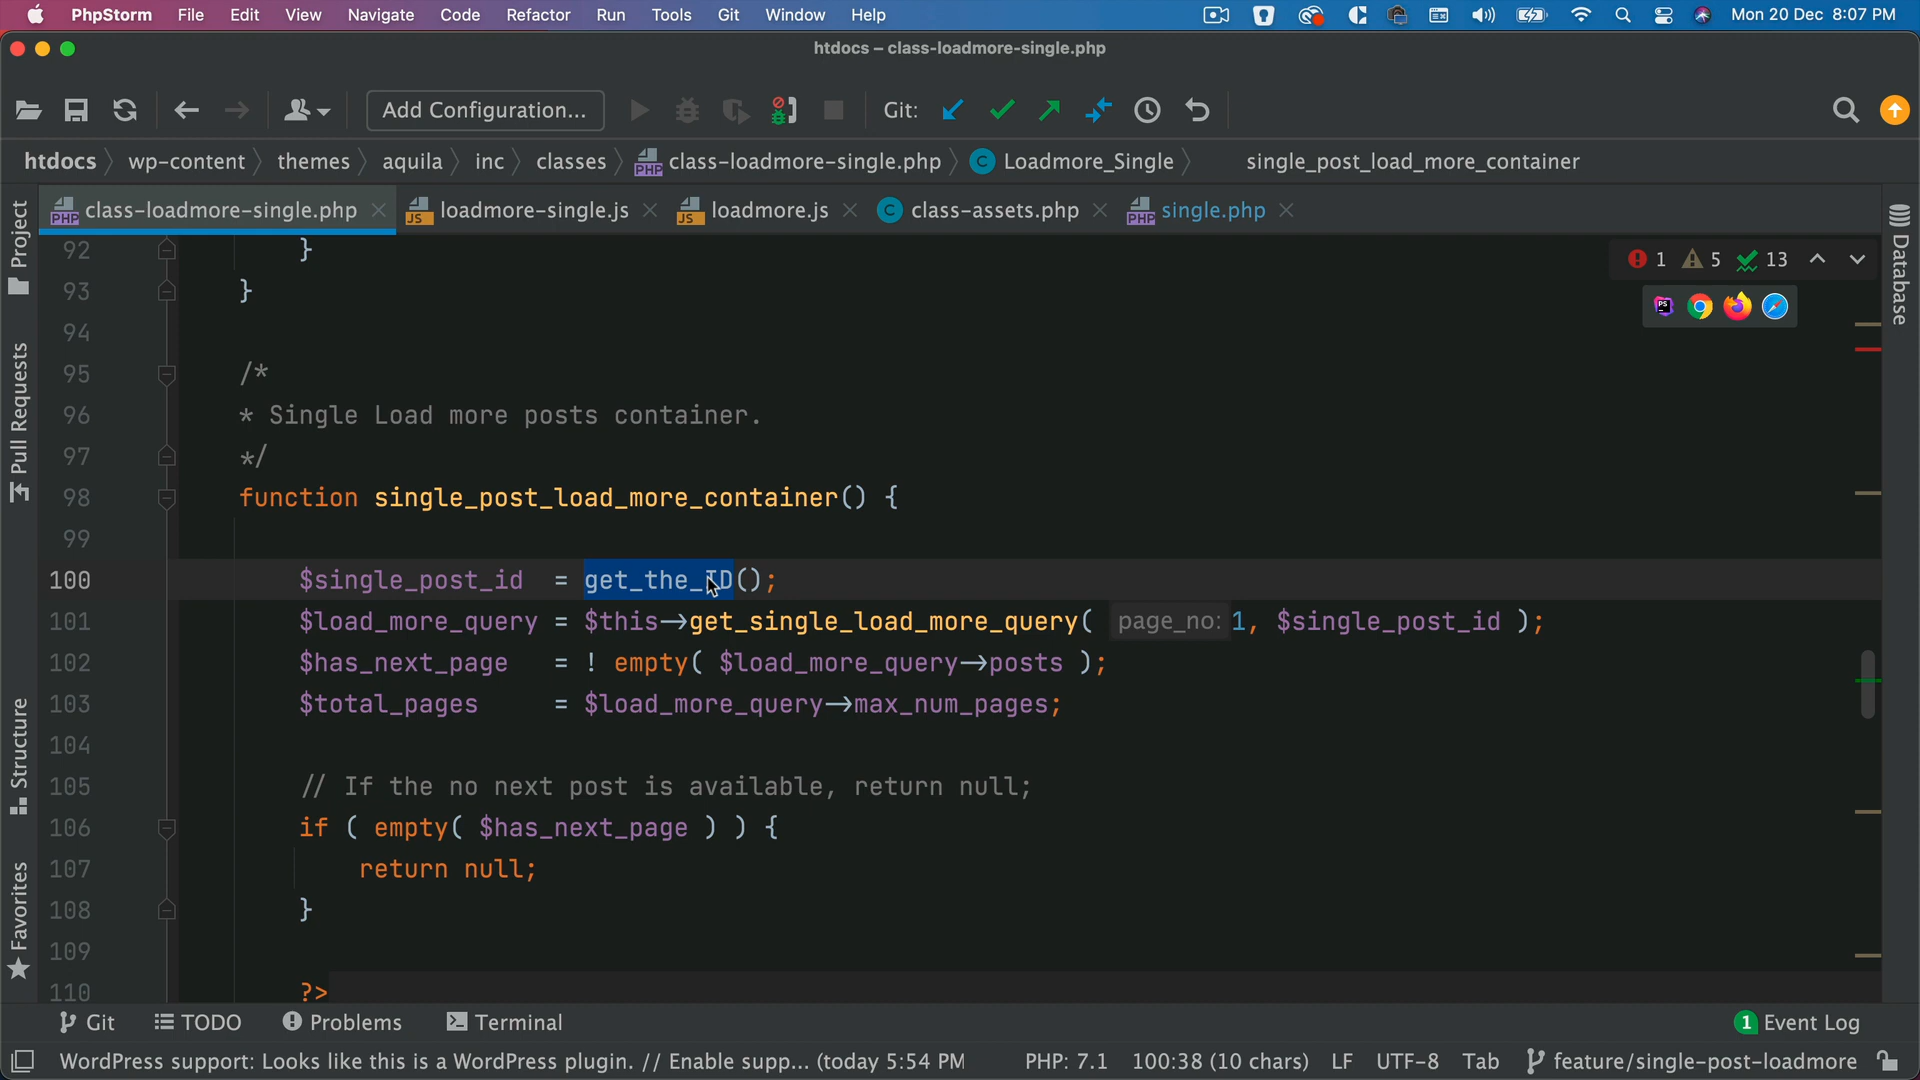 PhpStorm File Edit View Navigate Code Refactor Run Tools Git Window Help Mon 20 Dec 8:07 PM
htdocs – class-loadmore-single.php
Add Configuration... Git:
htdocs wp-content themes aquila inc classes class-loadmore-single.php Loadmore_Single single_post_load_more_container
class-loadmore-single.php loadmore-single.js loadmore.js class-assets.php single.php
Project
Pull Requests
Structure
Favorites
Database
1 5 13
92 }
93 }
94
95 /*
96 * Single Load more posts container.
97 */
98 function single_post_load_more_container() {
99
100 $single_post_id = get_the_ID();
101 $load_more_query = $this→get_single_load_more_query( page_no: 1, $single_post_id );
102 $has_next_page = ! empty( $load_more_query→posts );
103 $total_pages = $load_more_query→max_num_pages;
104
105 // If the no next post is available, return null;
106 if ( empty( $has_next_page ) ) {
107 return null;
108 }
109
110 ?>
Git TODO Problems Terminal 1 Event Log
WordPress support: Looks like this is a WordPress plugin. // Enable supp... (today 5:54 PM PHP: 7.1 100:38 (10 chars) LF UTF-8 Tab feature/single-post-loadmore